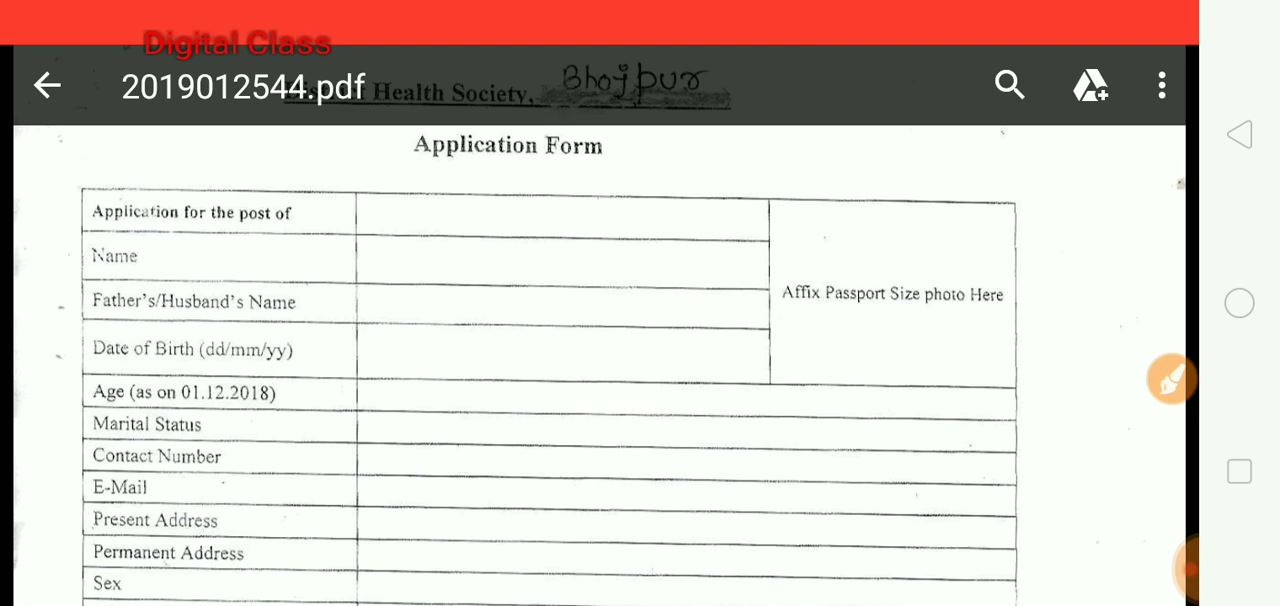 Digital Class
2019012544.pdf
Health Society, Bhojpur
Application Form
Application for the post of
Name
Father's/Husband's Name
Date of Birth (dd/mm/yy)
Affix Passport Size photo Here
Age (as on 01.12.2018)
Marital Status
Contact Number
E-Mail
Present Address
Permanent Address
Sex